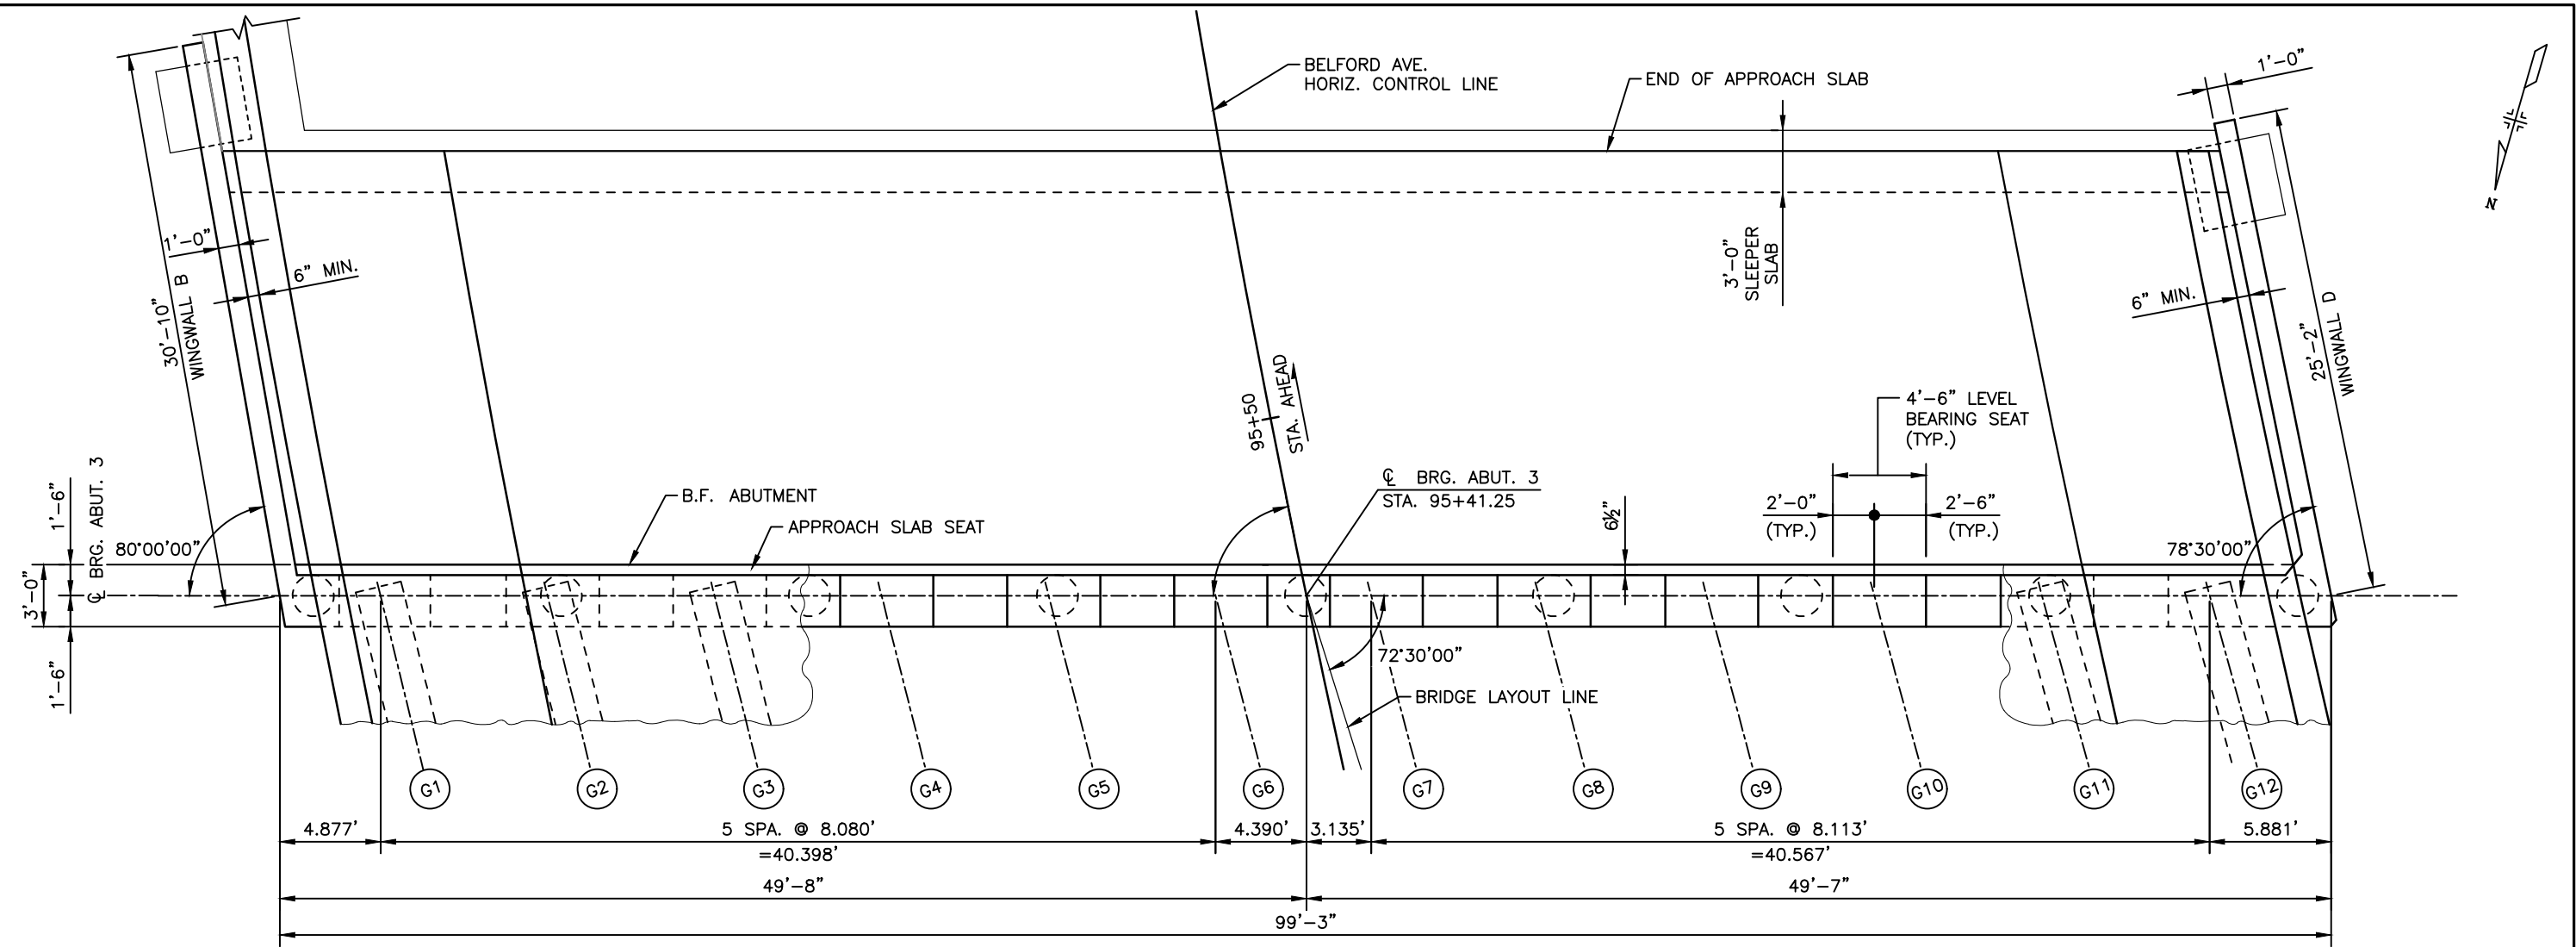 BELFORD AVE.
HORIZ. CONTROL LINE
END OF APPROACH SLAB
1'-0"
N
1'-0"
6" MIN.
30'-10"
WINGWALL B
3'-0"
SLEEPER
SLAB
6" MIN.
25'-2"
WINGWALL D
95+50
STA. AHEAD
4'-6" LEVEL
BEARING SEAT
(TYP.)
℄ BRG. ABUT. 3
STA. 95+41.25
B.F. ABUTMENT
APPROACH SLAB SEAT
6½"
2'-0"
(TYP.)
2'-6"
(TYP.)
1'-6"
℄ BRG. ABUT. 3
80°00'00"
78°30'00"
3'-0"
1'-6"
72°30'00"
BRIDGE LAYOUT LINE
G1
G2
G3
G4
G5
G6
G7
G8
G9
G10
G11
G12
4.877'
5 SPA. @ 8.080'
=40.398'
4.390'
3.135'
5 SPA. @ 8.113'
=40.567'
5.881'
49'-8"
49'-7"
99'-3"